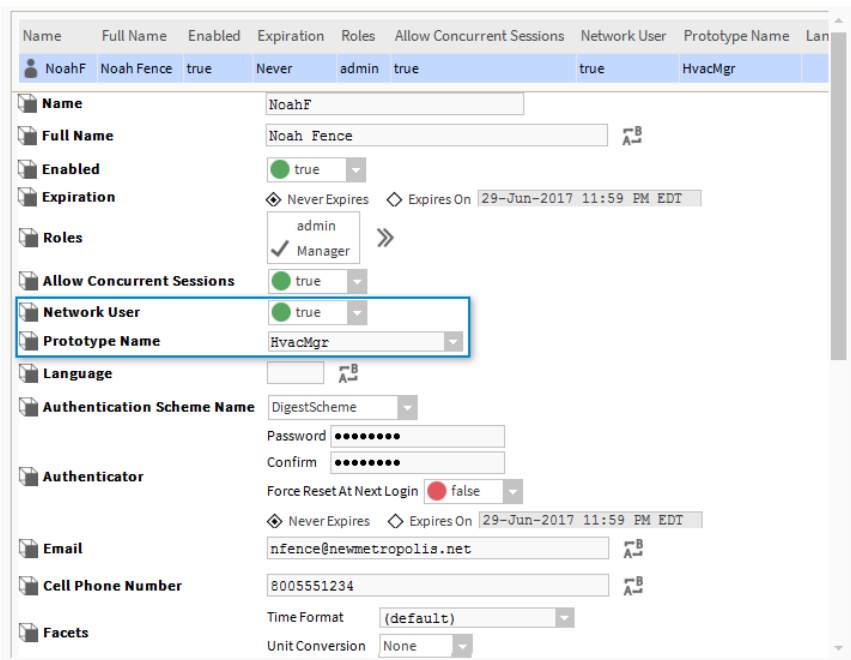 Name Full Name Enabled Expiration Roles Allow Concurrent Sessions Network User Prototype Name Lan
NoahF Noah Fence true Never admin true true HvacMgr
Name NoahF
Full Name Noah Fence
Enabled true
Expiration Never Expires Expires On 29-Jun-2017 11:59 PM EDT
admin
Roles
Manager
Allow Concurrent Sessions true
Network User true
Prototype Name HvacMgr
Language
Authentication Scheme Name DigestScheme
Password ••••••••
Confirm ••••••••
Authenticator
Force Reset At Next Login false
Never Expires Expires On 29-Jun-2017 11:59 PM EDT
Email nfence@newmetropolis.net
Cell Phone Number 8005551234
Time Format (default)
Facets
Unit Conversion None